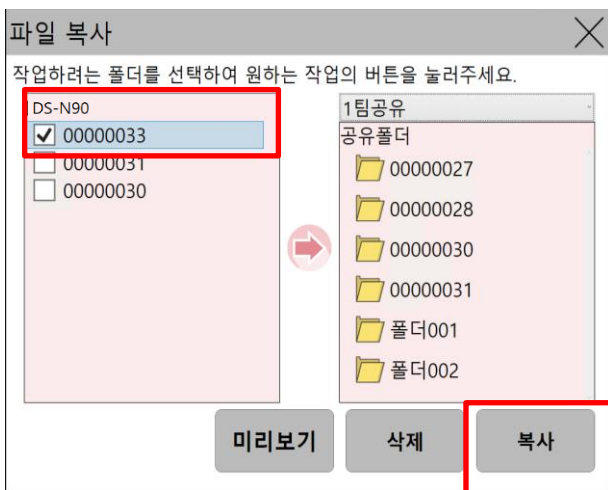 파일 복사
작업하려는 폴더를 선택하여 원하는 작업의 버튼을 눌러주세요.
DS-N90
00000033
00000031
00000030
1팀공유
공유폴더
00000027
00000028
00000030
00000031
폴더001
폴더002
미리보기
삭제
복사